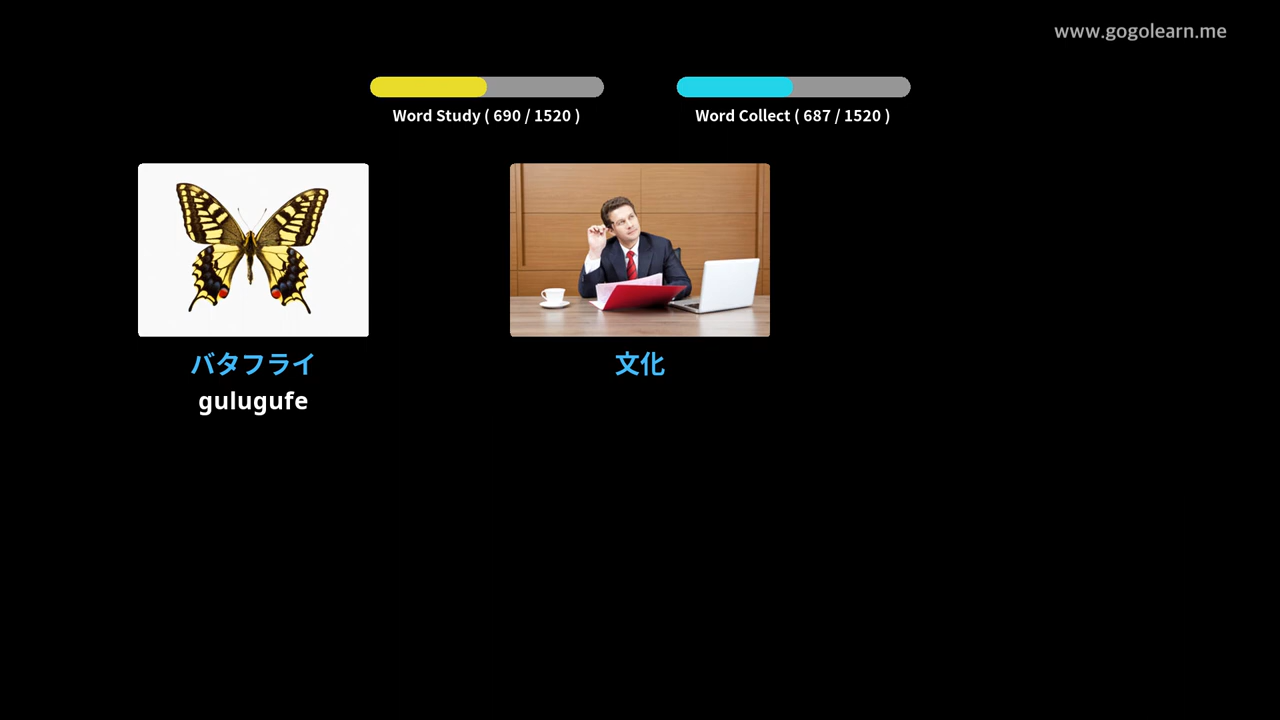 www.gogolearn.me
Word Study ( 690 / 1520 )
Word Collect ( 687 / 1520 )
バタフライ
gulugufe
文化